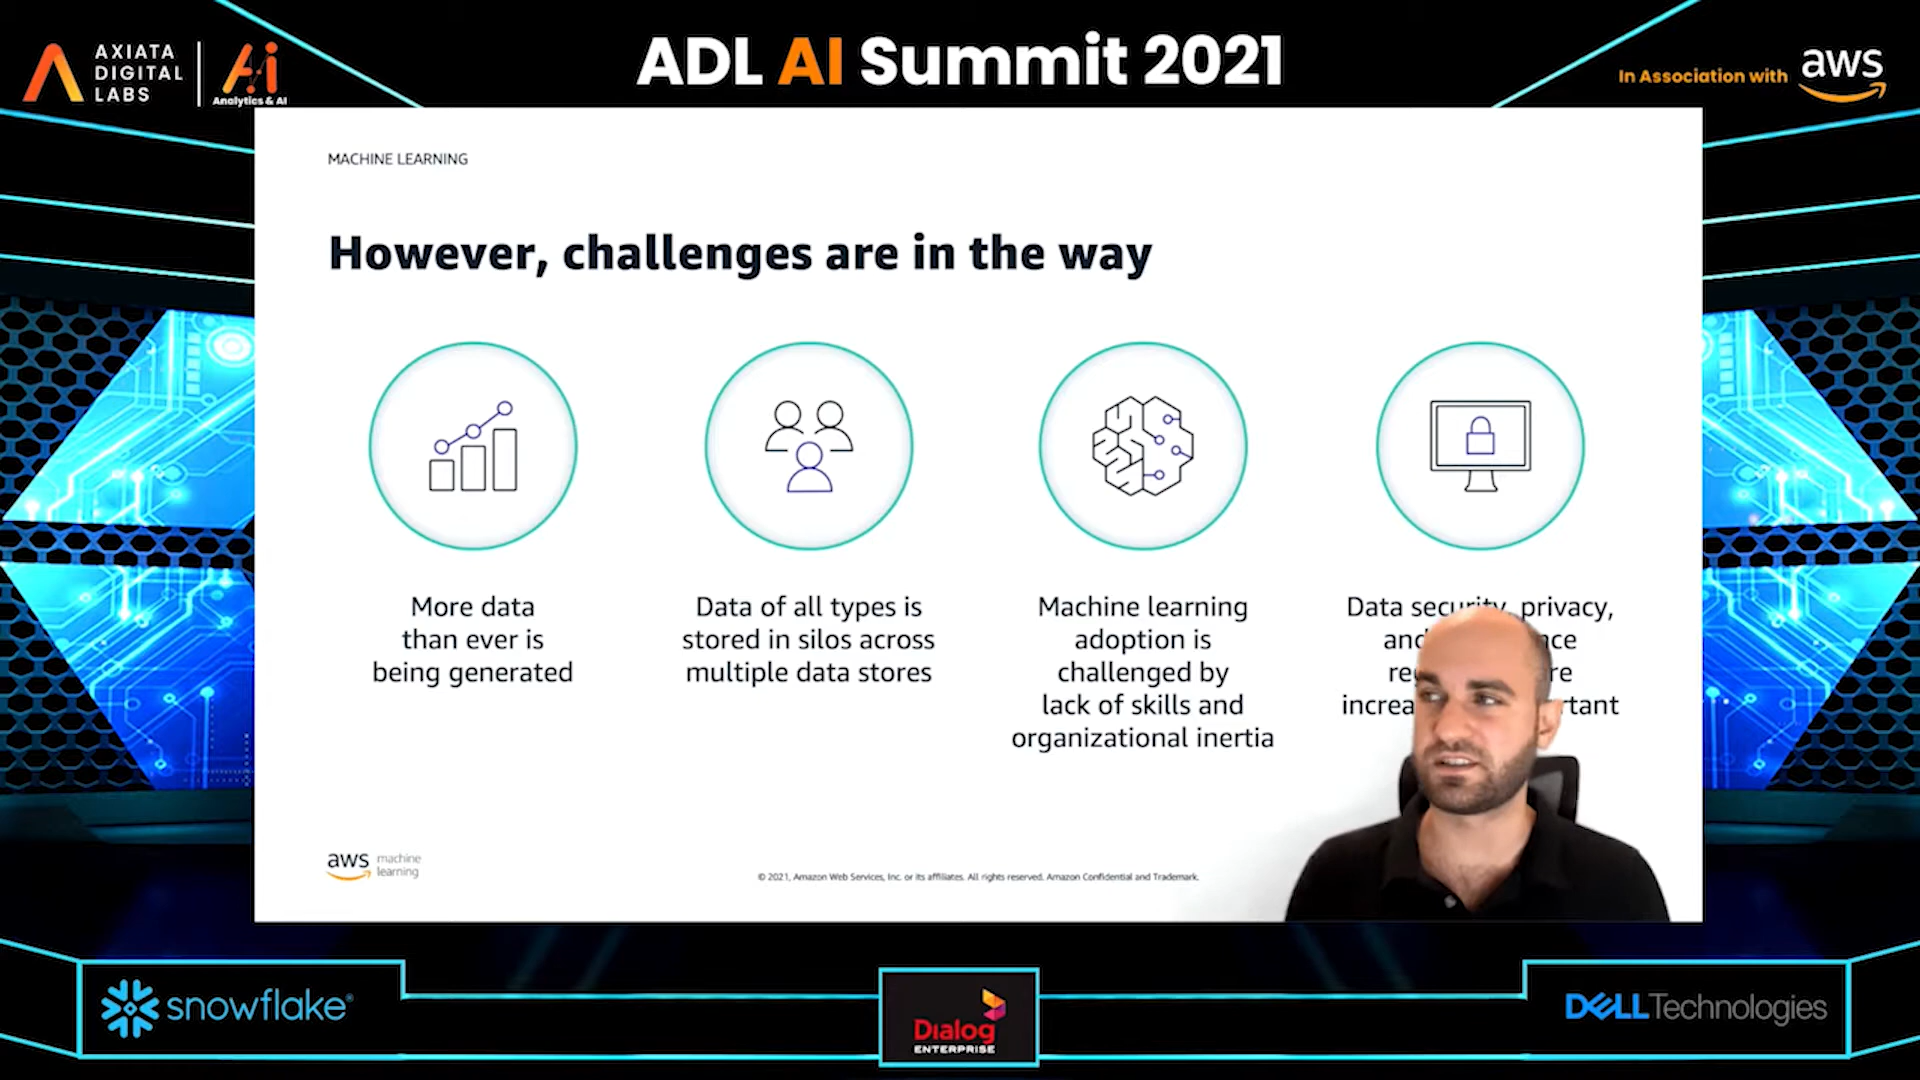 AXIATA
DIGITAL
LABS
Analytics & AI
ADL AI Summit 2021
In Association with
aws
MACHINE LEARNING
However, challenges are in the way
More data
than ever is
being generated
Data of all types is
stored in silos across
multiple data stores
Machine learning
adoption is
challenged by
lack of skills and
organizational inertia
Data security, privacy,
and
aws machine
learning
© 2021, Amazon Web Services, Inc. or its affiliates. All rights reserved. Amazon Confidential and Trademark.
snowflake®
Dialog
ENTERPRISE
DELL Technologies